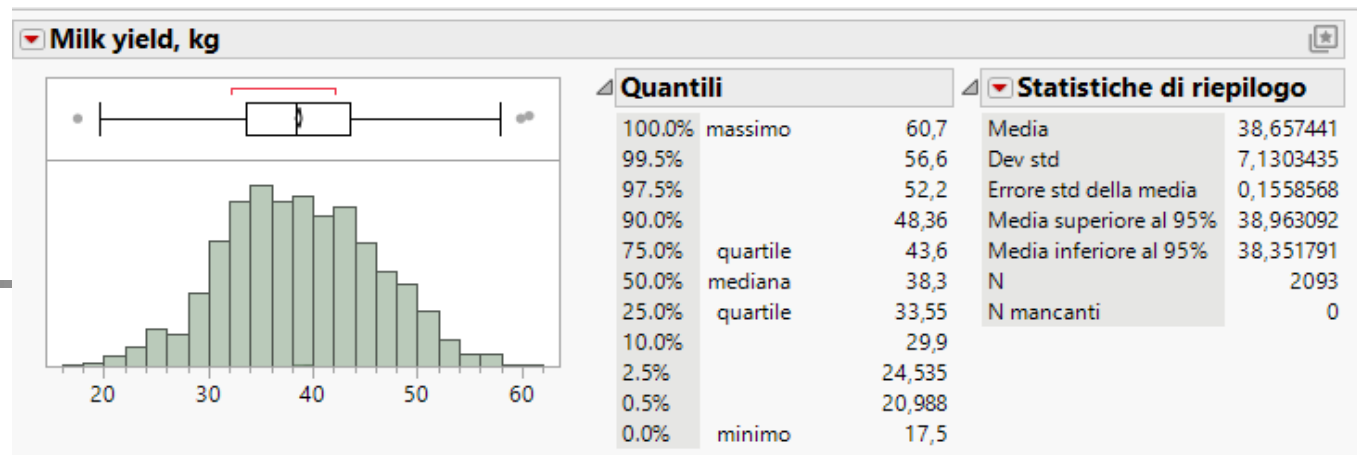 Milk yield, kg
20 30 40 50 60
Quantili
100.0% massimo 60,7
99.5% 56,6
97.5% 52,2
90.0% 48,36
75.0% quartile 43,6
50.0% mediana 38,3
25.0% quartile 33,55
10.0% 29,9
2.5% 24,535
0.5% 20,988
0.0% minimo 17,5
Statistiche di riepilogo
Media 38,657441
Dev std 7,1303435
Errore std della media 0,1558568
Media superiore al 95% 38,963092
Media inferiore al 95% 38,351791
N 2093
N mancanti 0